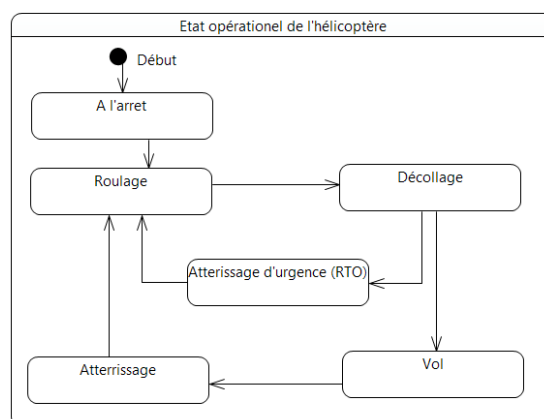 Etat opérationel de l'hélicoptère
Début
A l'arret
Roulage
Décollage
Atterissage d'urgence (RTO)
Atterrissage
Vol